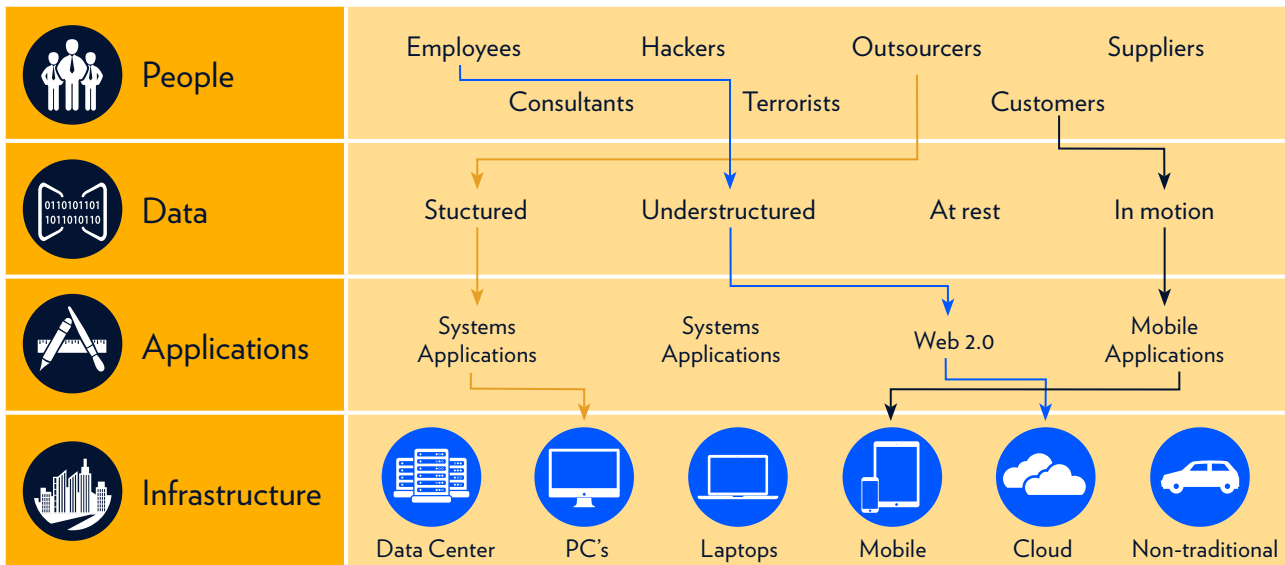 People
Employees
Hackers
Outsourcers
Suppliers
Consultants
Terrorists
Customers
0110101101
1011010110
Data
Stuctured
Understructured
At rest
In motion
Applications
Systems
Applications
Systems
Applications
Web 2.0
Mobile
Applications
Infrastructure
Data Center
PC's
Laptops
Mobile
Cloud
Non-traditional